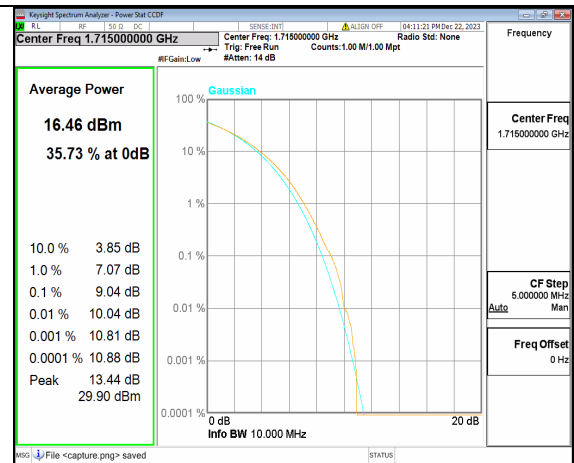 Keysight Spectrum Analyzer - Power Stat CCDF
RL RF 50 Ω DC SENSE:INT ALIGN OFF 04:11:21 PM Dec 22, 2023
Center Freq 1.715000000 GHz
Center Freq: 1.715000000 GHz Radio Std: None
Trig: Free Run Counts:1.00 M/1.00 Mpt
#IFGain:Low #Atten: 14 dB
Frequency
Average Power
16.46 dBm
35.73 % at 0dB
10.0 % 3.85 dB
1.0 % 7.07 dB
0.1 % 9.04 dB
0.01 % 10.04 dB
0.001 % 10.81 dB
0.0001 % 10.88 dB
Peak 13.44 dB
29.90 dBm
Gaussian
100 %
10 %
1 %
0.1 %
0.01 %
0.001 %
0.0001 %
0 dB 20 dB
Info BW 10.000 MHz
Center Freq
1.715000000 GHz
CF Step
5.000000 MHz
Auto Man
Freq Offset
0 Hz
MSG File <capture.png> saved STATUS